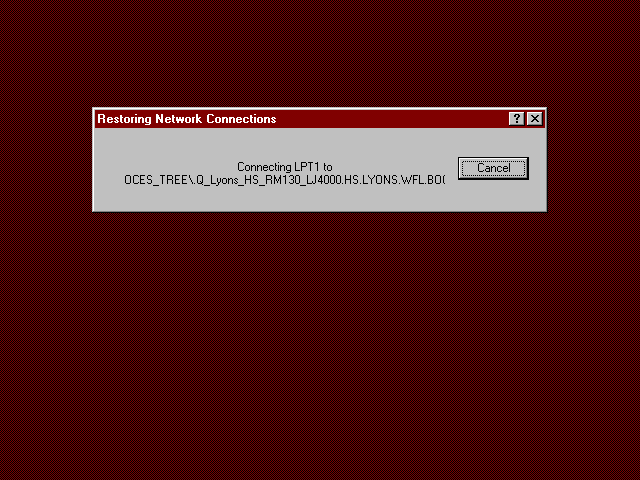 Restoring Network Connections
Connecting LPT1 to
OCES_TREE\.Q_Lyons_HS_RM130_LJ4000.HS.LYONS.WFL.BO
Cancel